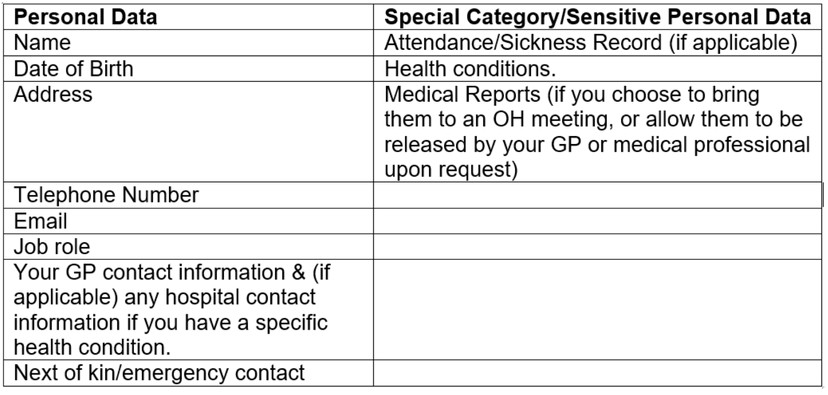 Personal Data Special Category/Sensitive Personal Data
Name Attendance/Sickness Record (if applicable)
Date of Birth Health conditions.
Address Medical Reports (if you choose to bring
them to an OH meeting, or allow them to be
released by your GP or medical professional
upon request)
Telephone Number
Email
Job role
Your GP contact information & (if
applicable) any hospital contact
information if you have a specific
health condition.
Next of kin/emergency contact